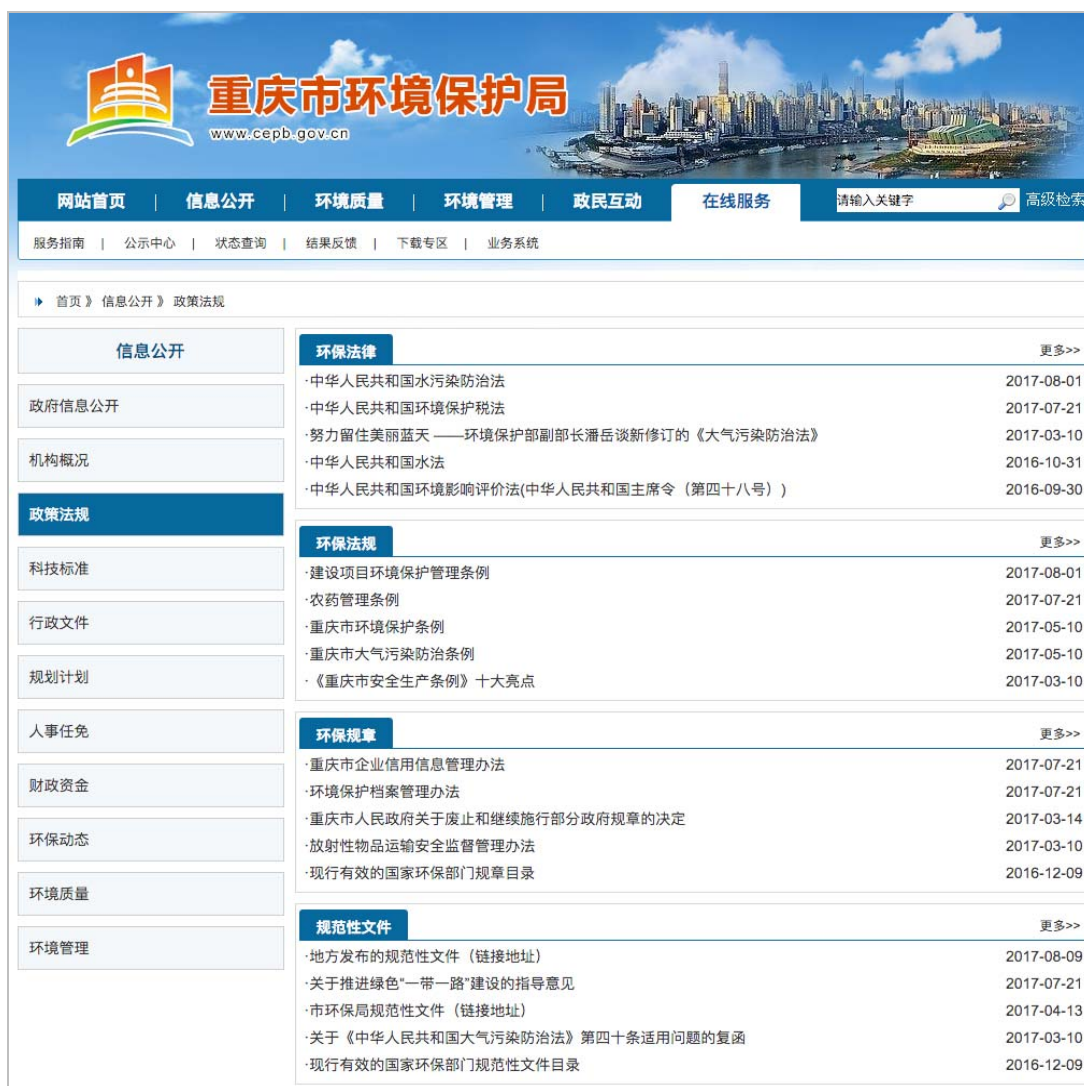 重庆市环境保护局
www.cepb.gov.cn
网站首页 | 信息公开 | 环境质量 | 环境管理 | 政民互动 在线服务 请输入关键字 高级检索
服务指南 | 公示中心 | 状态查询 | 结果反馈 | 下载专区 | 业务系统
首页 》 信息公开 》 政策法规
信息公开
政府信息公开
机构概况
政策法规
科技标准
行政文件
规划计划
人事任免
财政资金
环保动态
环境质量
环境管理
环保法律 更多>>
·中华人民共和国水污染防治法 2017-08-01
·中华人民共和国环境保护税法 2017-07-21
·努力留住美丽蓝天 ——环境保护部副部长潘岳谈新修订的《大气污染防治法》 2017-03-10
·中华人民共和国水法 2016-10-31
·中华人民共和国环境影响评价法(中华人民共和国主席令（第四十八号）) 2016-09-30
环保法规 更多>>
·建设项目环境保护管理条例 2017-08-01
·农药管理条例 2017-07-21
·重庆市环境保护条例 2017-05-10
·重庆市大气污染防治条例 2017-05-10
·《重庆市安全生产条例》十大亮点 2017-03-10
环保规章 更多>>
·重庆市企业信用信息管理办法 2017-07-21
·环境保护档案管理办法 2017-07-21
·重庆市人民政府关于废止和继续施行部分政府规章的决定 2017-03-14
·放射性物品运输安全监督管理办法 2017-03-10
·现行有效的国家环保部门规章目录 2016-12-09
规范性文件 更多>>
·地方发布的规范性文件（链接地址） 2017-08-09
·关于推进绿色“一带一路”建设的指导意见 2017-07-21
·市环保局规范性文件（链接地址） 2017-04-13
·关于《中华人民共和国大气污染防治法》第四十条适用问题的复函 2017-03-10
·现行有效的国家环保部门规范性文件目录 2016-12-09